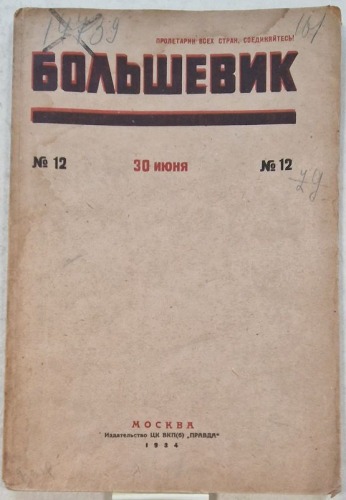 ПРОЛЕТАРИИ ВСЕХ СТРАН, СОЕДИНЯЙТЕСЬ!
БОЛЬШЕВИК
№ 12 30 ИЮНЯ № 12
МОСКВА
Издательство ЦК ВКП(б) „ПРАВДА"
1934